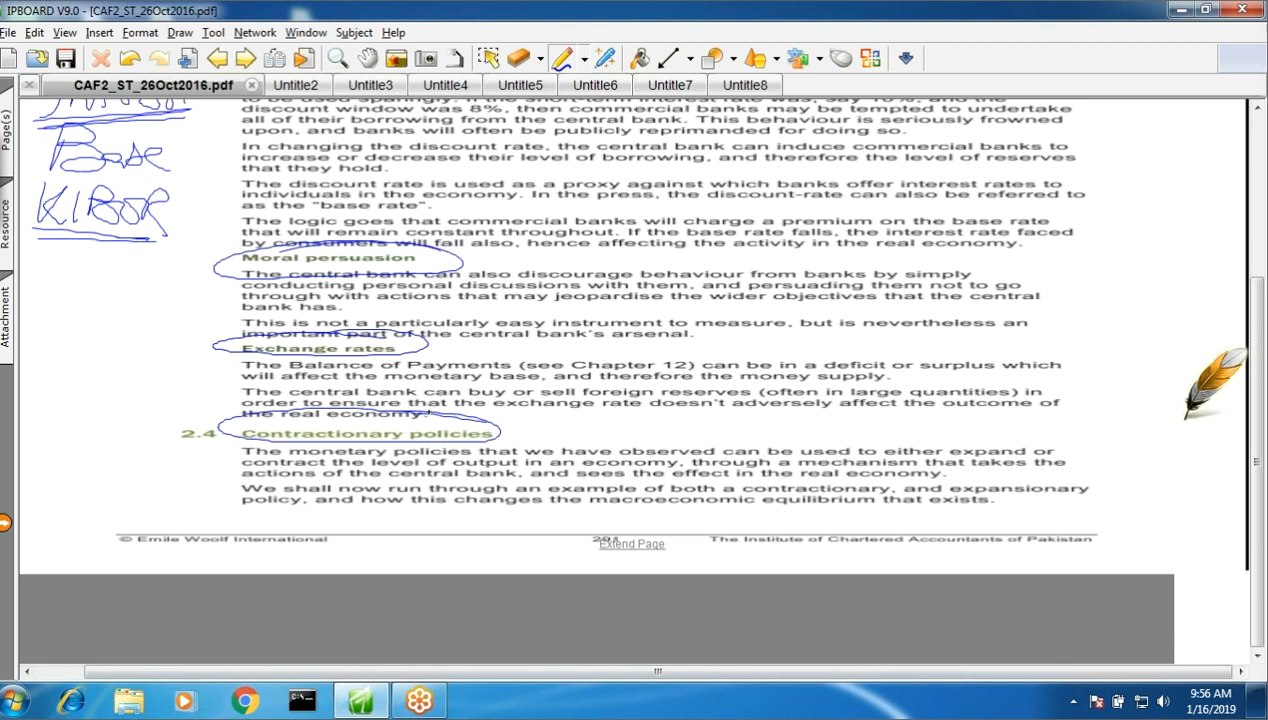 IPBOARD V9.0 - [CAF2_ST_26Oct2016.pdf]
File Edit View Insert Format Draw Tool Network Window Subject Help
CAF2_ST_26Oct2016.pdf Untitle2 Untitle3 Untitle4 Untitle5 Untitle6 Untitle7 Untitle8
Page(s)
Resource
Attachment
Base
KIBOR
discount window was 8%, then commercial banks may be tempted to undertake
all of their borrowing from the central bank. This behaviour is seriously frowned
upon, and banks will often be publicly reprimanded for doing so.
In changing the discount rate, the central bank can induce commercial banks to
increase or decrease their level of borrowing, and therefore the level of reserves
that they hold.
The discount rate is used as a proxy against which banks offer interest rates to
individuals in the economy. In the press, the discount-rate can also be referred to
as the "base rate".
The logic goes that commercial banks will charge a premium on the base rate
that will remain constant throughout. If the base rate falls, the interest rate faced
by consumers will fall also, hence affecting the activity in the real economy.
Moral persuasion
The central bank can also discourage behaviour from banks by simply
conducting personal discussions with them, and persuading them not to go
through with actions that may jeopardise the wider objectives that the central
bank has.
This is not a particularly easy instrument to measure, but is nevertheless an
important part of the central bank's arsenal.
Exchange rates
The Balance of Payments (see Chapter 12) can be in a deficit or surplus which
will affect the monetary base, and therefore the money supply.
The central bank can buy or sell foreign reserves (often in large quantities) in
order to ensure that the exchange rate doesn't adversely affect the outcome of
the real economy.
2.4 Contractionary policies
The monetary policies that we have observed can be used to either expand or
contract the level of output in an economy, through a mechanism that takes the
actions of the central bank, and sees the effect in the real economy.
We shall now run through an example of both a contractionary, and expansionary
policy, and how this changes the macroeconomic equilibrium that exists.
© Emile Woolf International The Institute of Chartered Accountants of Pakistan
Extend Page
9:56 AM
1/16/2019